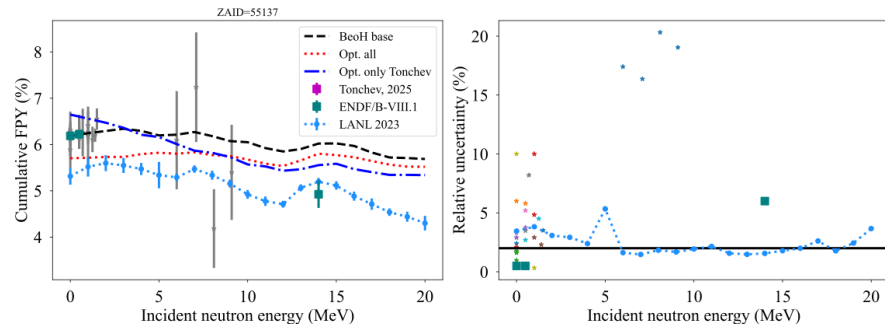 ZAID=55137
Cumulative FPY (%)
8
7
6
5
4
0
5
10
15
20
Incident neutron energy (MeV)
BeoH base
Opt. all
Opt. only Tonchev
Tonchev, 2025
ENDF/B-VIII.1
LANL 2023
Relative uncertainty (%)
20
15
10
5
0
0
5
10
15
20
Incident neutron energy (MeV)